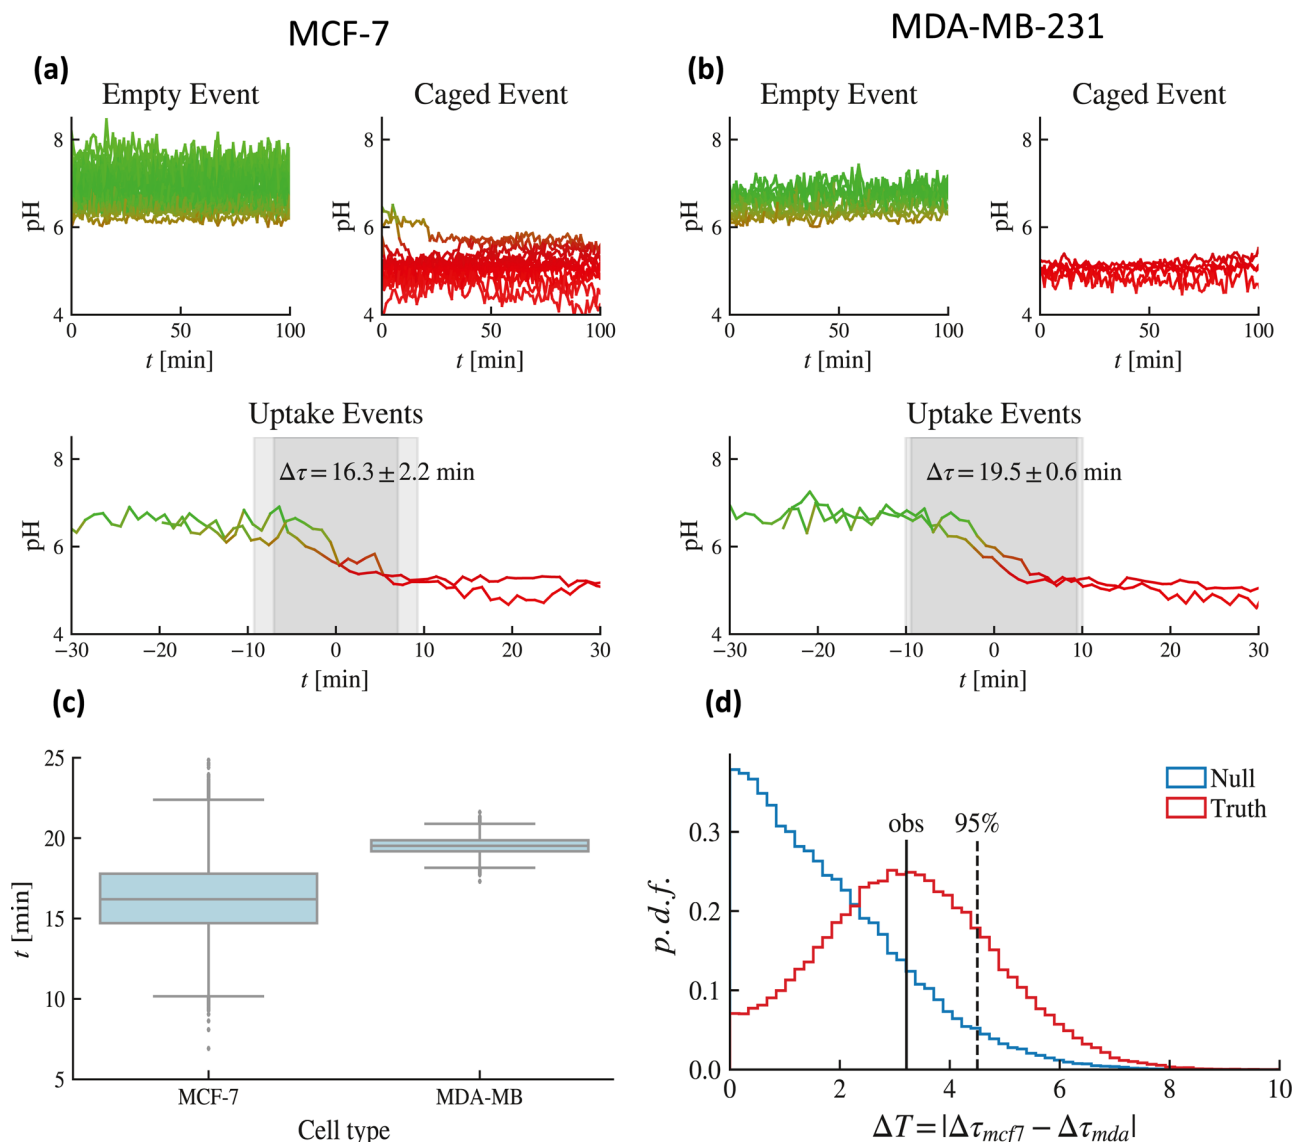 MCF-7
MDA-MB-231
(a)
Empty Event
Caged Event
8
6
4
pH
0
50
100
t [min]
8
6
4
pH
0
50
100
t [min]
Uptake Events
Δτ = 16.3 ± 2.2 min
8
6
4
pH
−30
−20
−10
0
10
20
30
t [min]
(b)
Empty Event
Caged Event
8
6
4
pH
0
50
100
t [min]
8
6
4
pH
0
50
100
t [min]
Uptake Events
Δτ = 19.5 ± 0.6 min
8
6
4
pH
−30
−20
−10
0
10
20
30
t [min]
(c)
25
20
15
10
5
t [min]
MCF-7
MDA-MB
Cell type
(d)
Null
Truth
obs
95%
0.3
0.2
0.1
0.0
p.d.f.
0
2
4
6
8
10
ΔT = |Δτmcf7 − Δτmda|